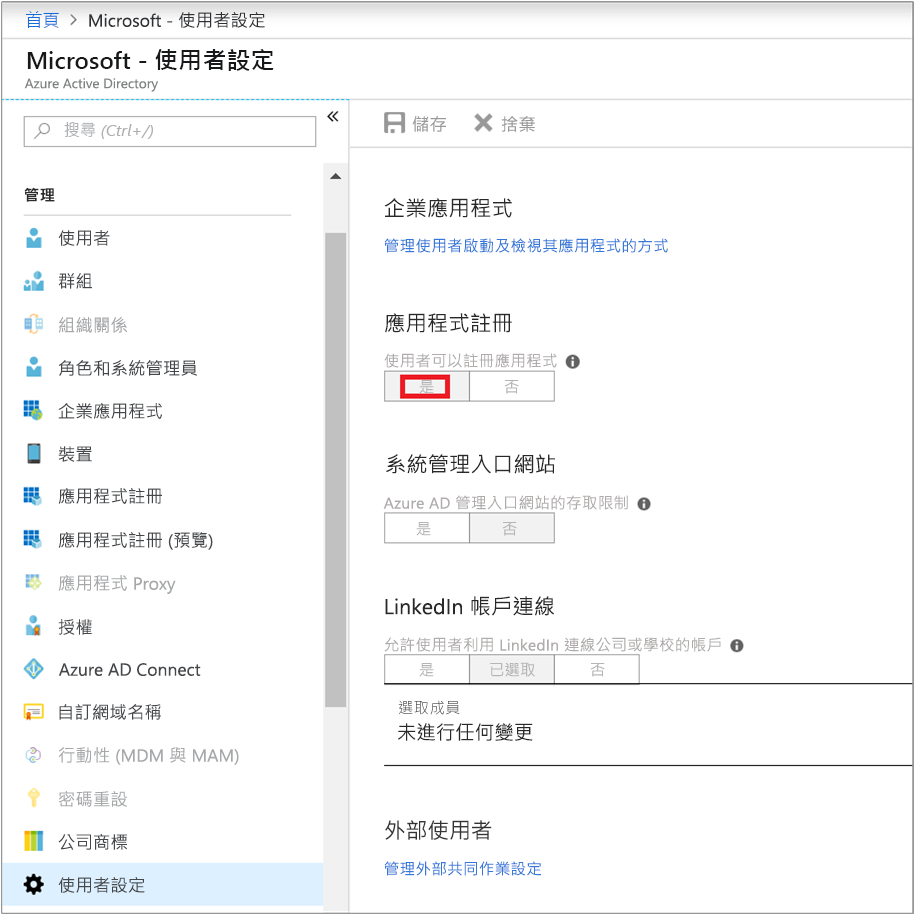 首頁 > Microsoft - 使用者設定
Microsoft - 使用者設定
Azure Active Directory
搜尋 (Ctrl+/)
«
管理
使用者
群組
組織關係
角色和系統管理員
企業應用程式
裝置
應用程式註冊
應用程式註冊 (預覽)
應用程式 Proxy
授權
Azure AD Connect
自訂網域名稱
行動性 (MDM 與 MAM)
密碼重設
公司商標
使用者設定
儲存 捨棄
企業應用程式
管理使用者啟動及檢視其應用程式的方式
應用程式註冊
使用者可以註冊應用程式
是 否
系統管理入口網站
Azure AD 管理入口網站的存取限制
是 否
LinkedIn 帳戶連線
允許使用者利用 LinkedIn 連線公司或學校的帳戶
是 已選取 否
選取成員
未進行任何變更
外部使用者
管理外部共同作業設定